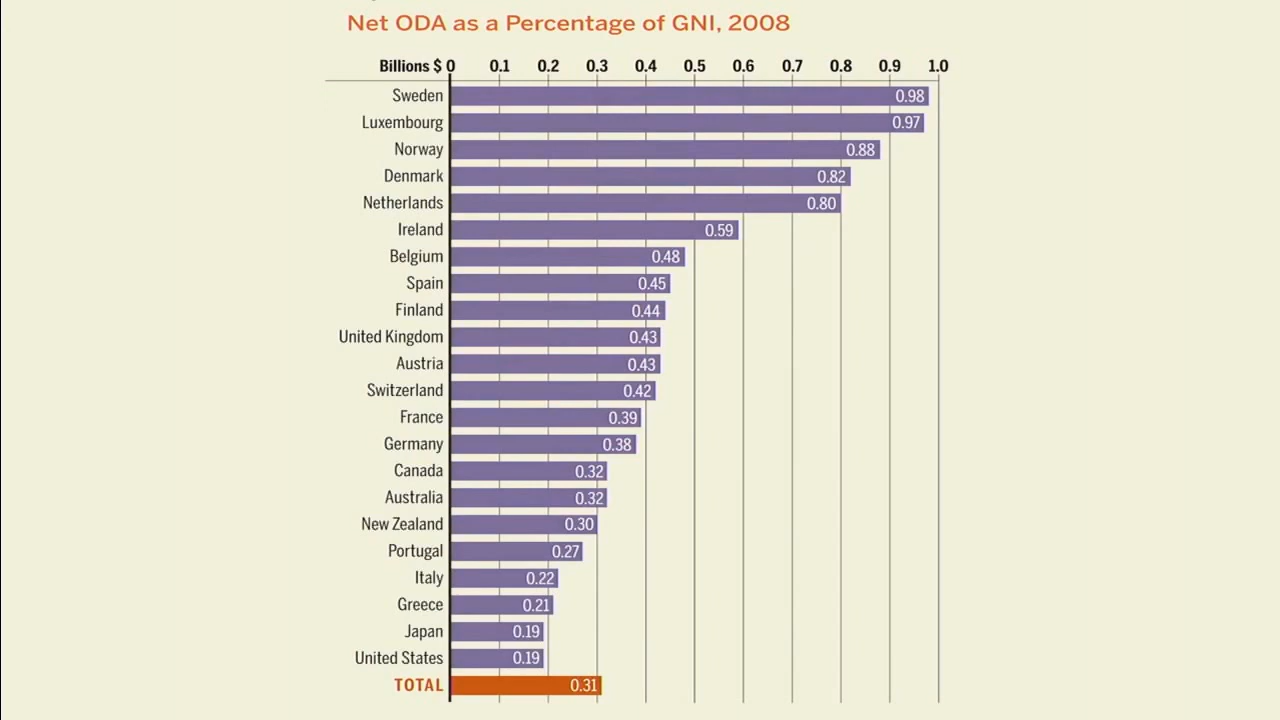 Net ODA as a Percentage of GNI, 2008
Billions $ 0 0.1 0.2 0.3 0.4 0.5 0.6 0.7 0.8 0.9 1.0
Sweden 0.98
Luxembourg 0.97
Norway 0.88
Denmark 0.82
Netherlands 0.80
Ireland 0.59
Belgium 0.48
Spain 0.45
Finland 0.44
United Kingdom 0.43
Austria 0.43
Switzerland 0.42
France 0.39
Germany 0.38
Canada 0.32
Australia 0.32
New Zealand 0.30
Portugal 0.27
Italy 0.22
Greece 0.21
Japan 0.19
United States 0.19
TOTAL 0.31